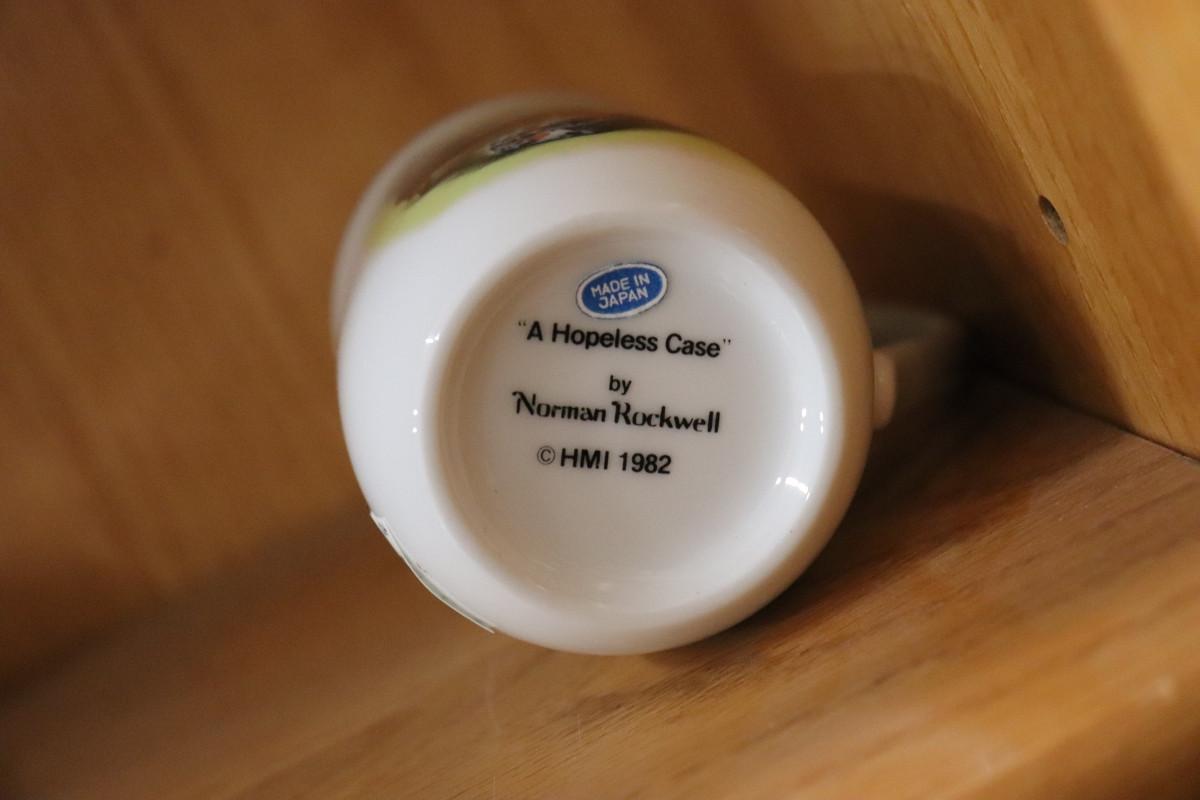 MADE IN
JAPAN
"A Hopeless Case"
by
Norman Rockwell
© HMI 1982